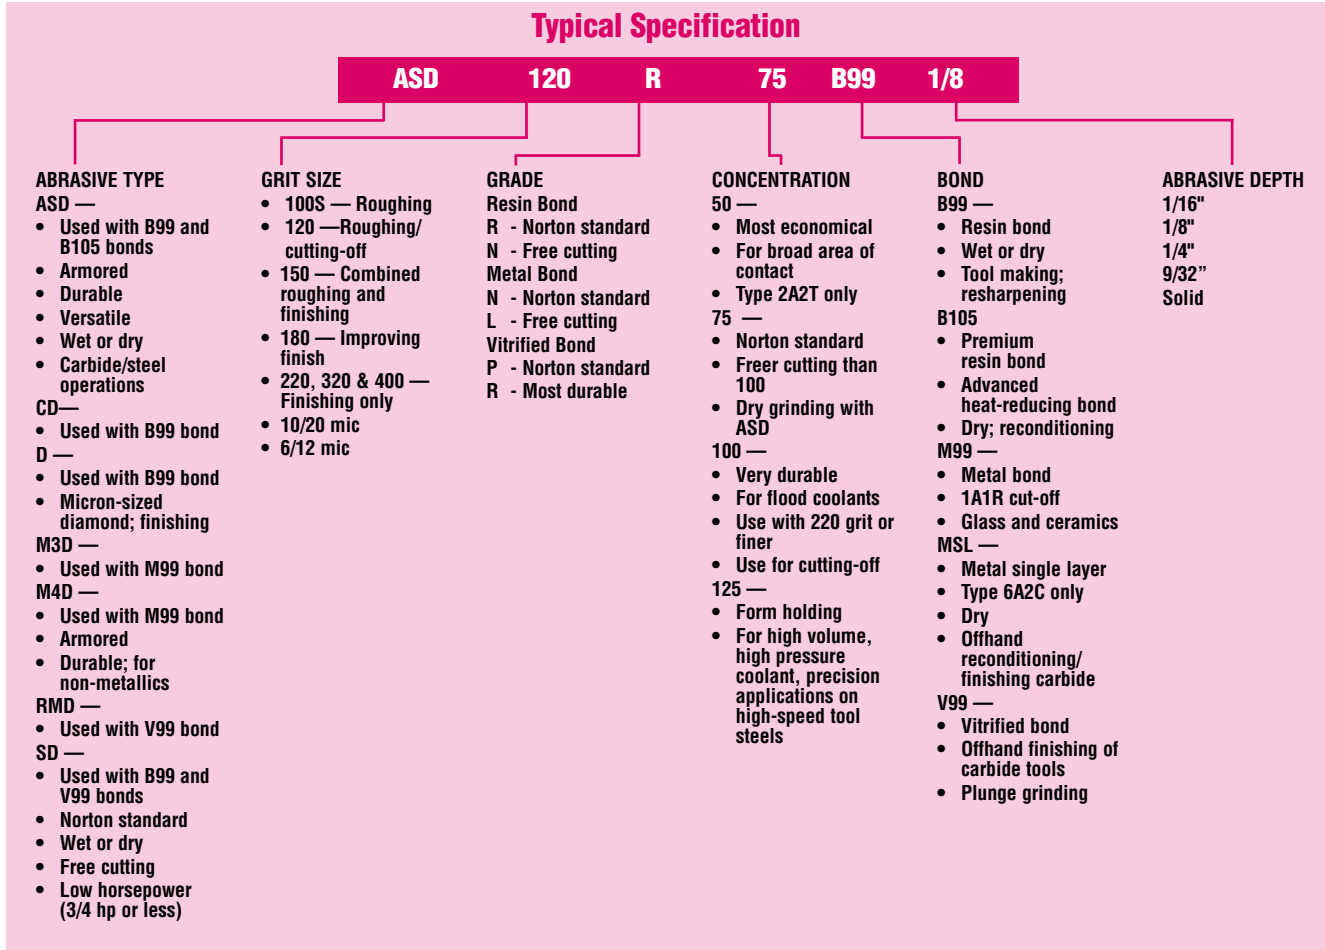 Typical Specification
ASD 120 R 75 B99 1/8
ABRASIVE TYPE
ASD —
• Used with B99 and
B105 bonds
• Armored
• Durable
• Versatile
• Wet or dry
• Carbide/steel
operations
CD—
• Used with B99 bond
D —
• Used with B99 bond
• Micron-sized
diamond; finishing
M3D —
• Used with M99 bond
M4D —
• Used with M99 bond
• Armored
• Durable; for
non-metallics
RMD —
• Used with V99 bond
SD —
• Used with B99 and
V99 bonds
• Norton standard
• Wet or dry
• Free cutting
• Low horsepower
(3/4 hp or less)
GRIT SIZE
• 100S — Roughing
• 120 —Roughing/
cutting-off
• 150 — Combined
roughing and
finishing
• 180 — Improving
finish
• 220, 320 & 400 —
Finishing only
• 10/20 mic
• 6/12 mic
GRADE
Resin Bond
R - Norton standard
N - Free cutting
Metal Bond
N - Norton standard
L - Free cutting
Vitrified Bond
P - Norton standard
R - Most durable
CONCENTRATION
50 —
• Most economical
• For broad area of
contact
• Type 2A2T only
75 —
• Norton standard
• Freer cutting than
100
• Dry grinding with
ASD
100 —
• Very durable
• For flood coolants
• Use with 220 grit or
finer
• Use for cutting-off
125 —
• Form holding
• For high volume,
high pressure
coolant, precision
applications on
high-speed tool
steels
BOND
B99 —
• Resin bond
• Wet or dry
• Tool making;
resharpening
B105
• Premium
resin bond
• Advanced
heat-reducing bond
• Dry; reconditioning
M99 —
• Metal bond
• 1A1R cut-off
• Glass and ceramics
MSL —
• Metal single layer
• Type 6A2C only
• Dry
• Offhand
reconditioning/
finishing carbide
V99 —
• Vitrified bond
• Offhand finishing of
carbide tools
• Plunge grinding
ABRASIVE DEPTH
1/16"
1/8"
1/4"
9/32”
Solid